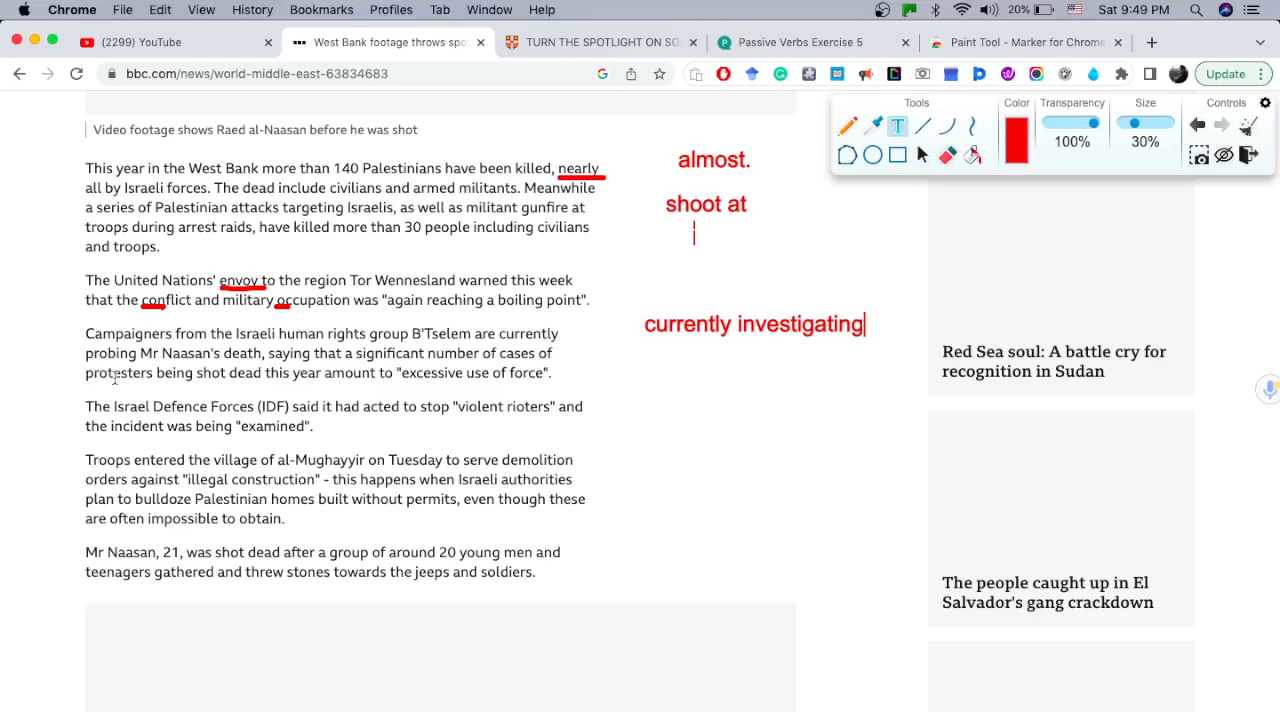 Chrome File Edit View History Bookmarks Profiles Tab Window Help 20% Sat 9:49 PM
(2299) YouTube West Bank footage throws spo TURN THE SPOTLIGHT ON SO Passive Verbs Exercise 5 Paint Tool - Marker for Chrome
bbc.com/news/world-middle-east-63834683 Update
Tools Color Transparency Size Controls
100% 30%
Video footage shows Raed al-Naasan before he was shot
This year in the West Bank more than 140 Palestinians have been killed, nearly
all by Israeli forces. The dead include civilians and armed militants. Meanwhile
a series of Palestinian attacks targeting Israelis, as well as militant gunfire at
troops during arrest raids, have killed more than 30 people including civilians
and troops.
The United Nations' envoy to the region Tor Wennesland warned this week
that the conflict and military occupation was "again reaching a boiling point".
Campaigners from the Israeli human rights group B'Tselem are currently
probing Mr Naasan's death, saying that a significant number of cases of
protesters being shot dead this year amount to "excessive use of force".
The Israel Defence Forces (IDF) said it had acted to stop "violent rioters" and
the incident was being "examined".
Troops entered the village of al-Mughayyir on Tuesday to serve demolition
orders against "illegal construction" - this happens when Israeli authorities
plan to bulldoze Palestinian homes built without permits, even though these
are often impossible to obtain.
Mr Naasan, 21, was shot dead after a group of around 20 young men and
teenagers gathered and threw stones towards the jeeps and soldiers.
almost.
shoot at
currently investigating
Red Sea soul: A battle cry for
recognition in Sudan
The people caught up in El
Salvador's gang crackdown